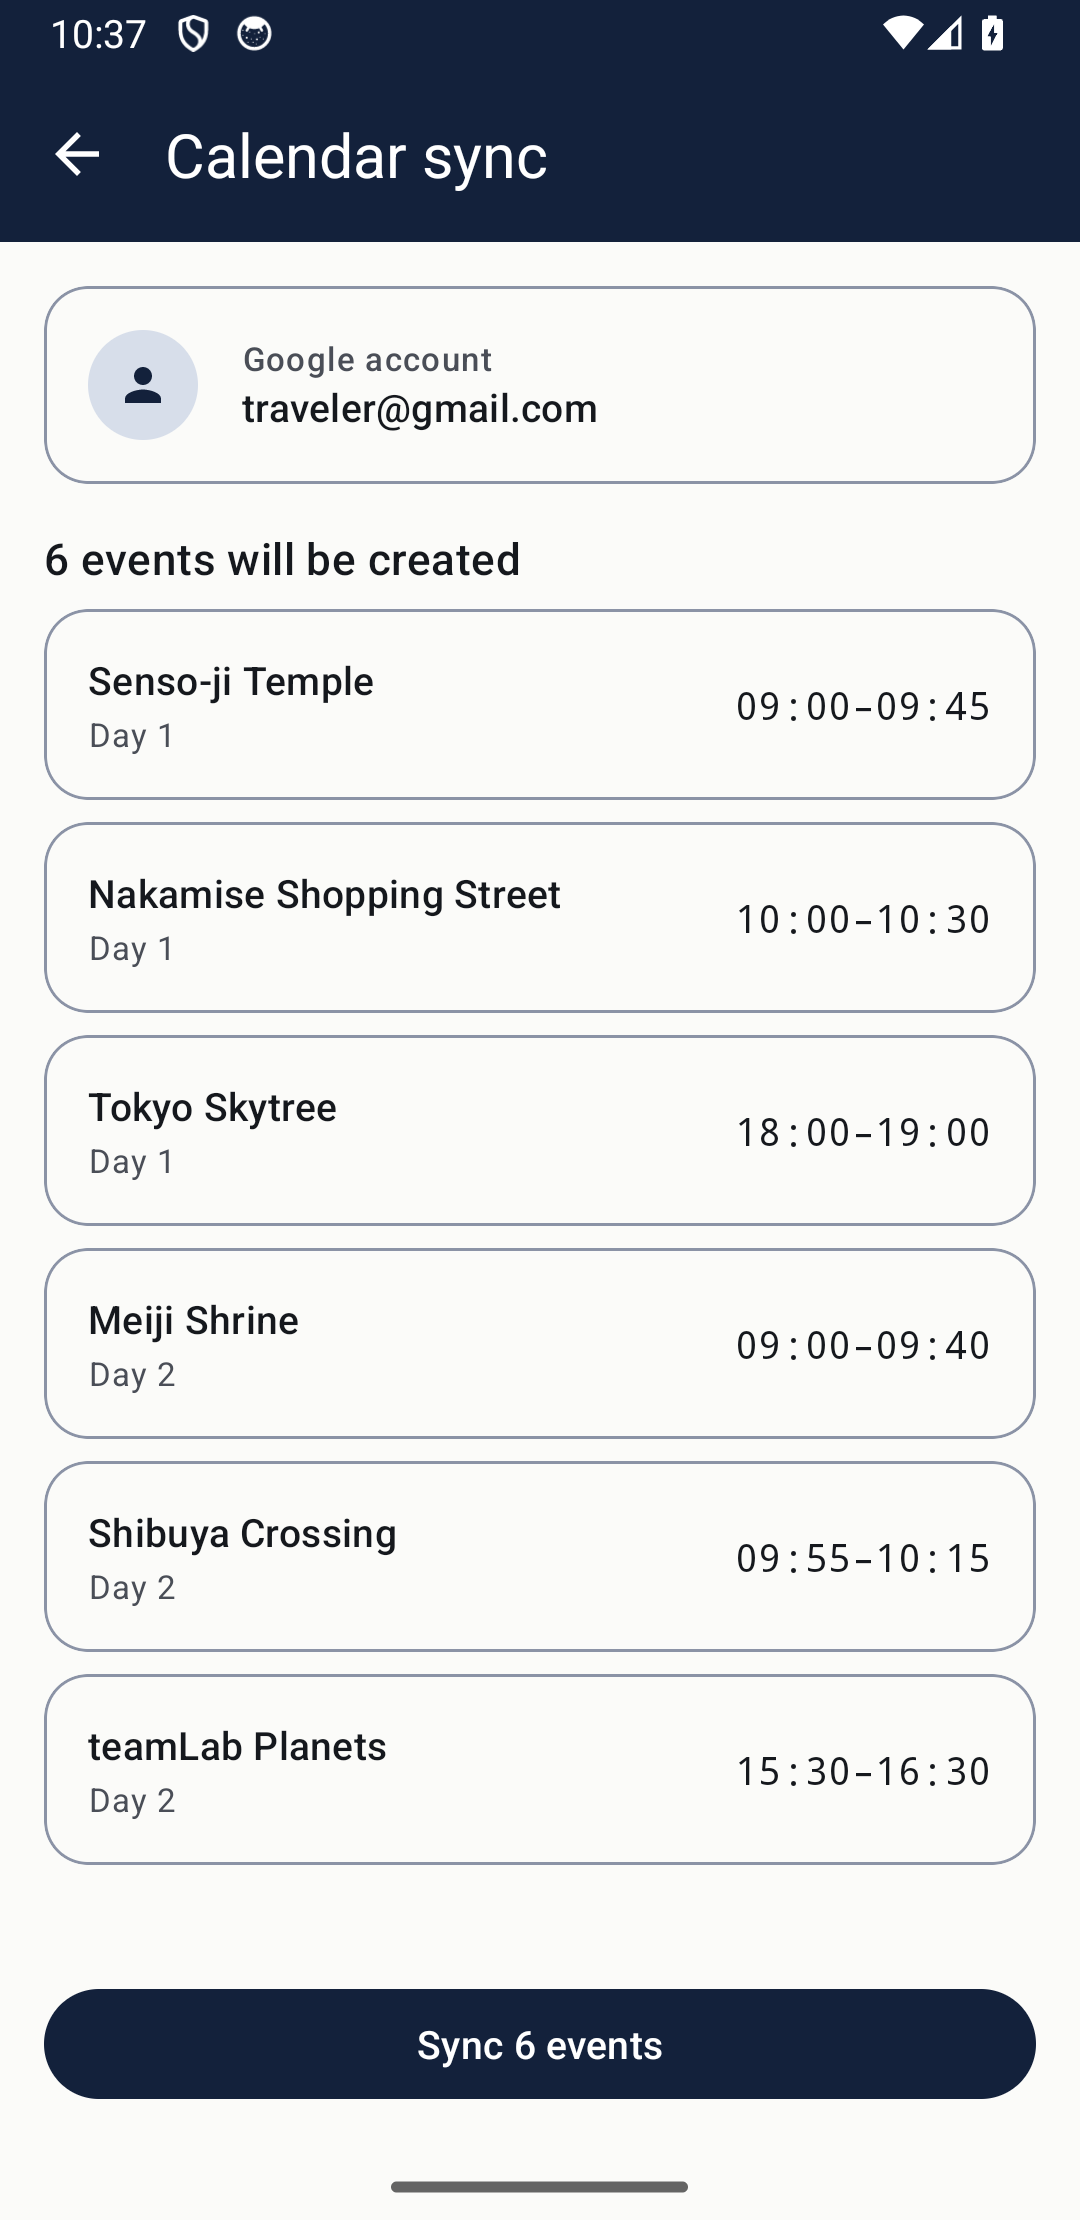 10:37
Calendar sync
Google account
traveler@gmail.com
6 events will be created
Senso-ji Temple
Day 1
09:00–09:45
Nakamise Shopping Street
Day 1
10:00–10:30
Tokyo Skytree
Day 1
18:00–19:00
Meiji Shrine
Day 2
09:00–09:40
Shibuya Crossing
Day 2
09:55–10:15
teamLab Planets
Day 2
15:30–16:30
Sync 6 events